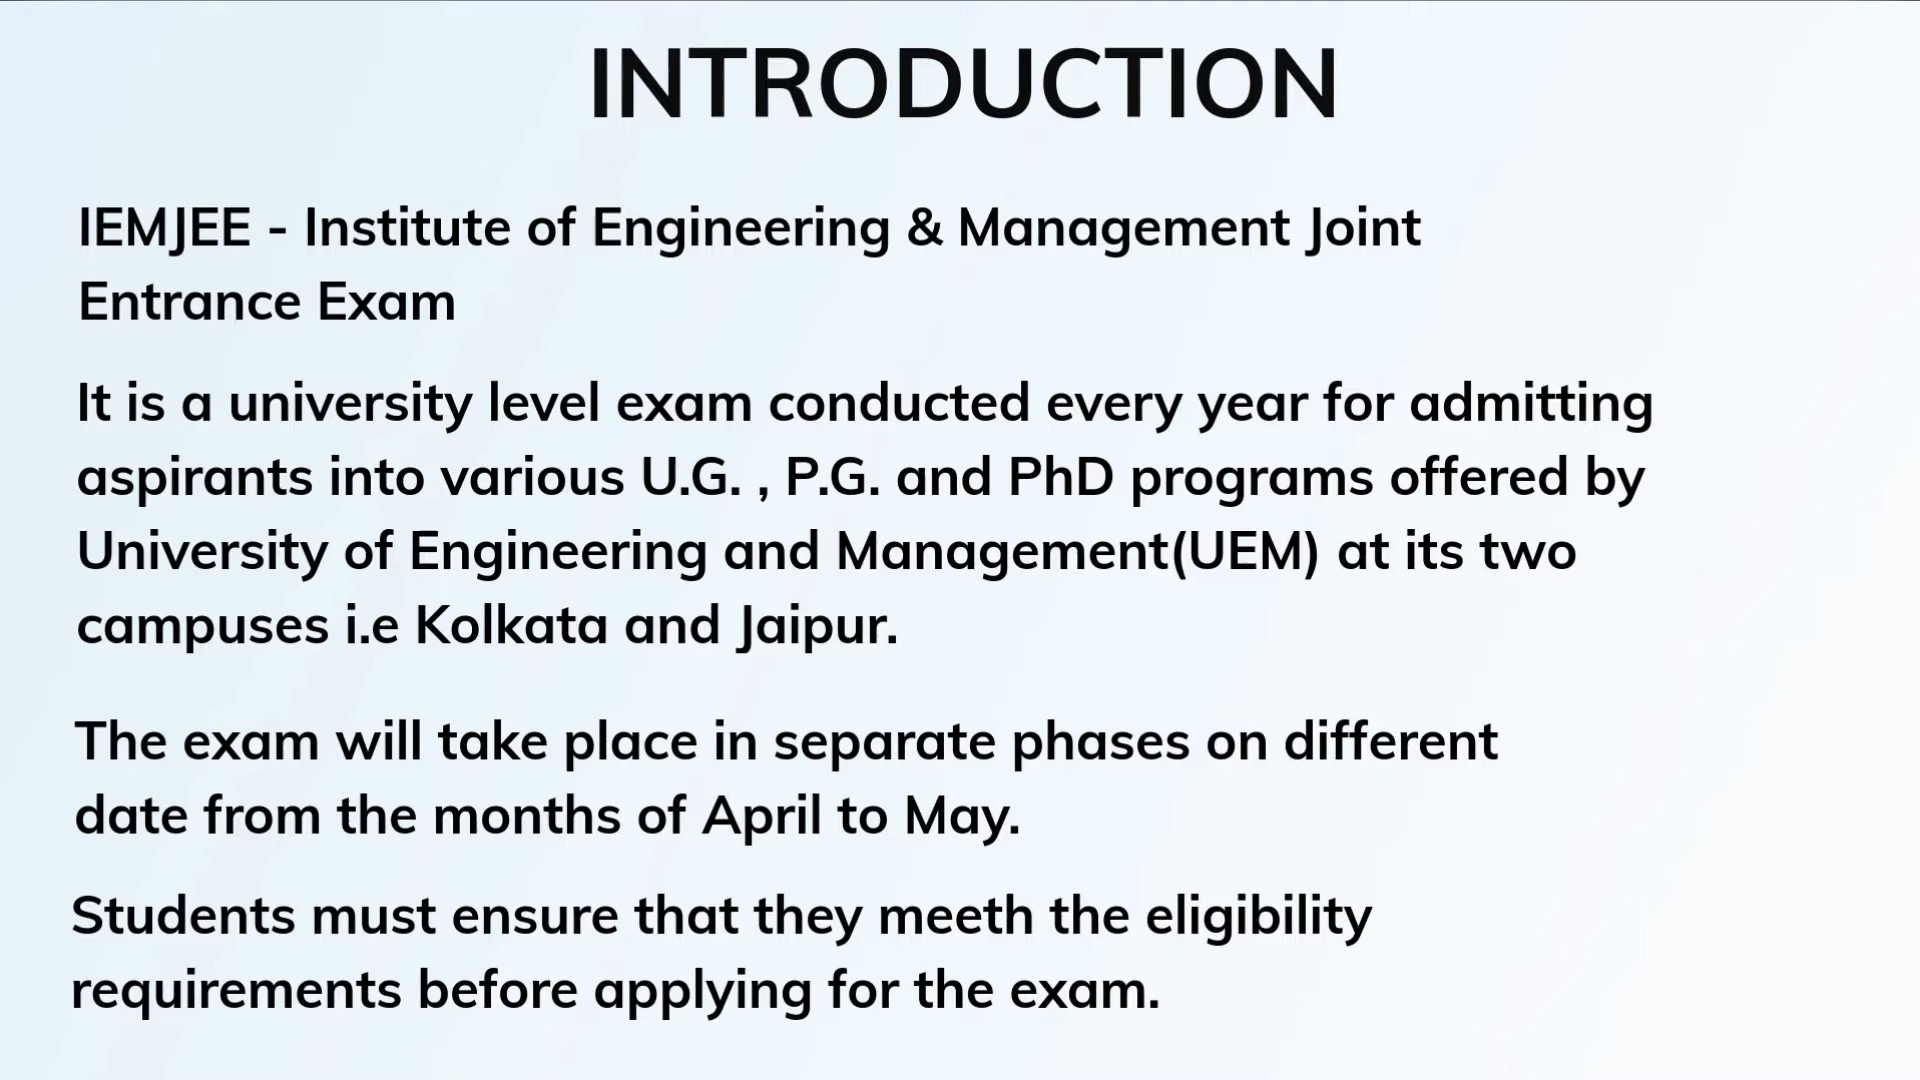 INTRODUCTION
IEMJEE - Institute of Engineering & Management Joint
Entrance Exam
It is a university level exam conducted every year for admitting
aspirants into various U.G. , P.G. and PhD programs offered by
University of Engineering and Management(UEM) at its two
campuses i.e Kolkata and Jaipur.
The exam will take place in separate phases on different
date from the months of April to May.
Students must ensure that they meeth the eligibility
requirements before applying for the exam.